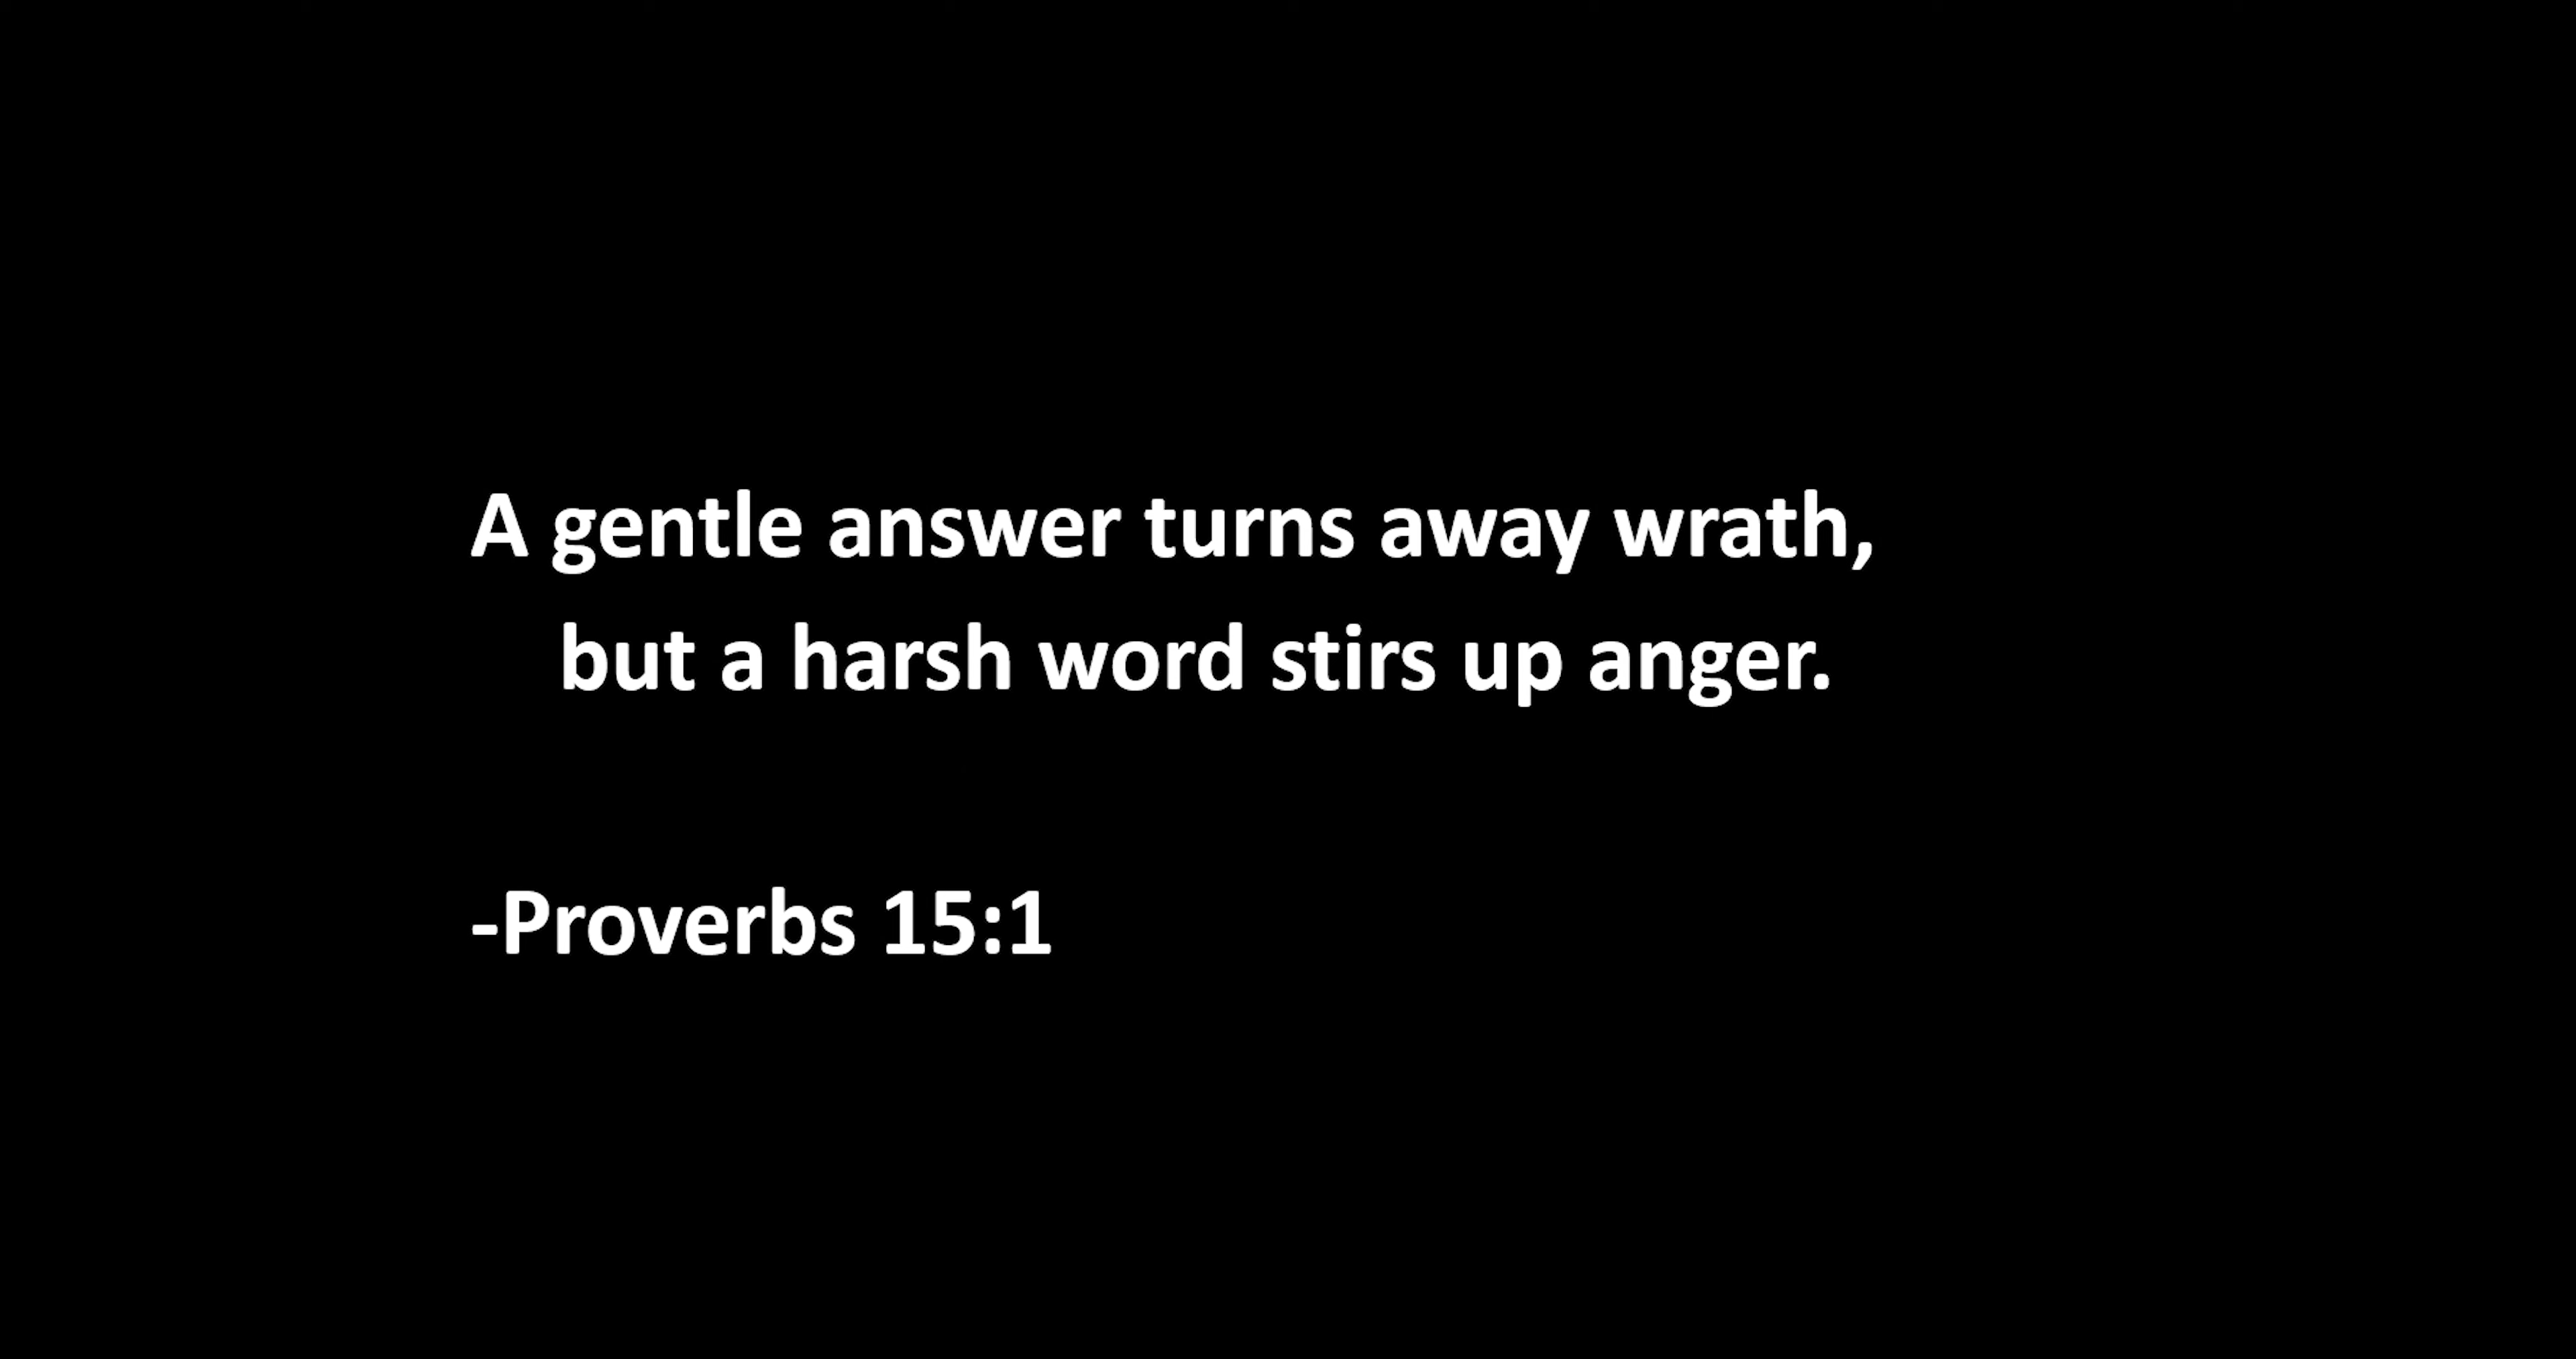 A gentle answer turns away wrath,
but a harsh word stirs up anger.
-Proverbs 15:1